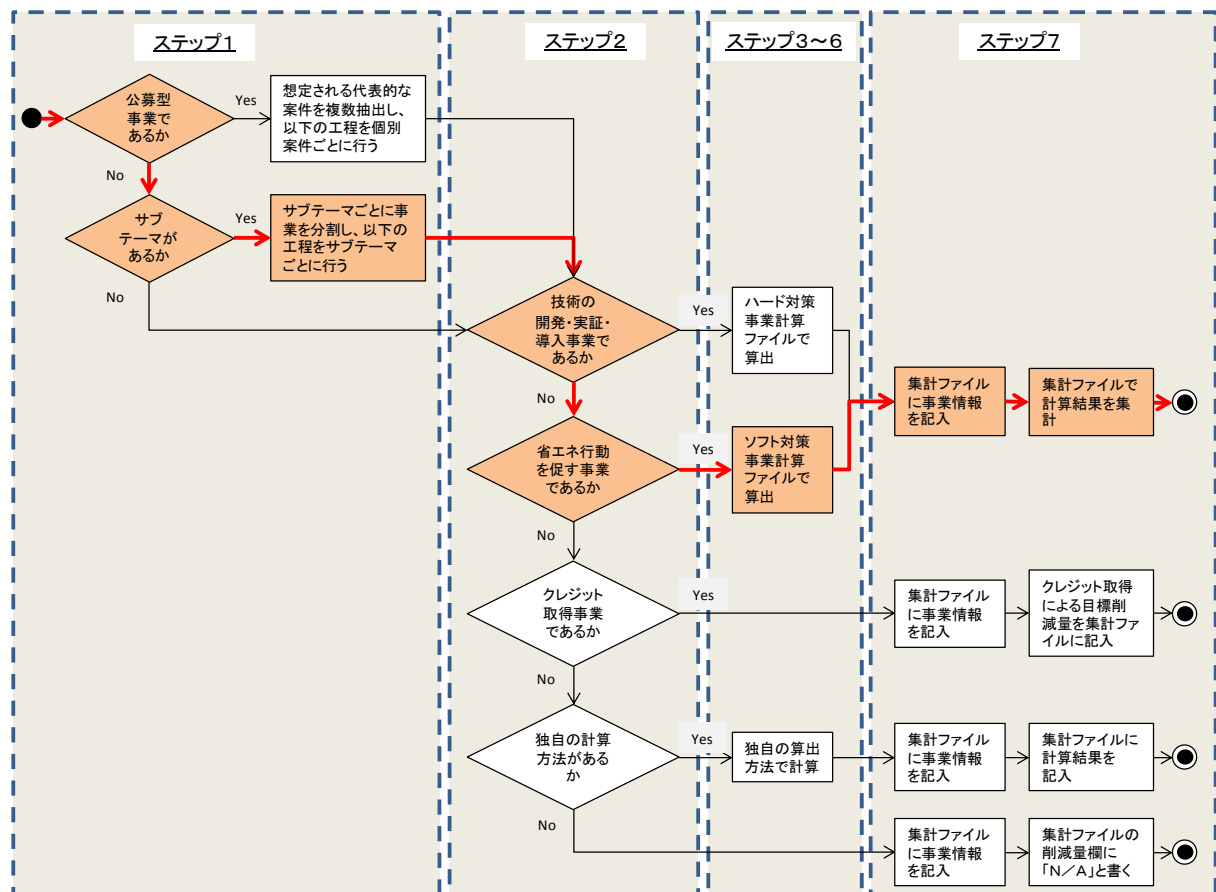 ステップ1
ステップ2
ステップ3～6
ステップ7
公募型
事業で
あるか
Yes
想定される代表的な
案件を複数抽出し、
以下の工程を個別
案件ごとに行う
No
サブ
テーマが
あるか
Yes
サブテーマごとに事
業を分割し、以下の
工程をサブテーマ
ごとに行う
No
技術の
開発・実証・
導入事業で
あるか
Yes
ハード対策
事業計算
ファイルで
算出
No
省エネ行動
を促す事業
であるか
Yes
ソフト対策
事業計算
ファイルで
算出
集計ファイル
に事業情報
を記入
集計ファイルで
計算結果を集
計
No
クレジット
取得事業
であるか
Yes
集計ファイル
に事業情報
を記入
クレジット取得
による目標削
減量を集計ファ
イルに記入
No
独自の計算
方法がある
か
Yes
独自の算出
方法で計算
集計ファイル
に事業情報
を記入
集計ファイルに
計算結果を
記入
No
集計ファイル
に事業情報
を記入
集計ファイルの
削減量欄に
「N／A」と書く